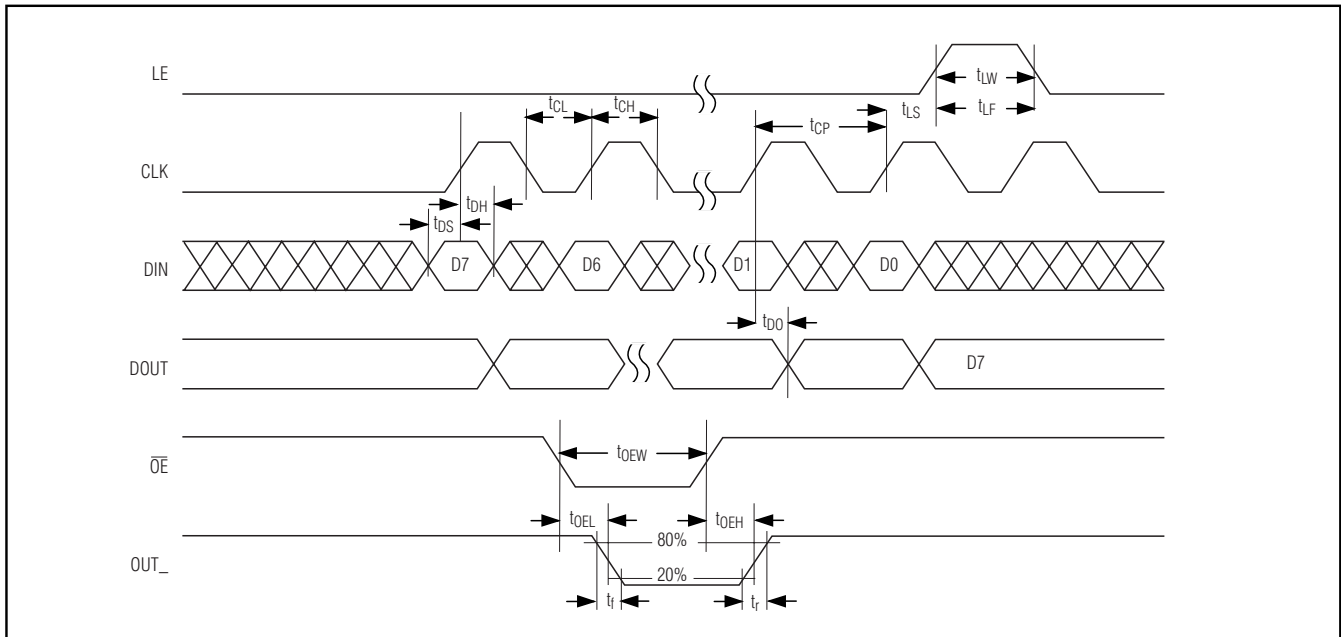 LE
tLW
tCL
tCH
tLS
tLF
tCP
CLK
tDH
tDS
DIN
D7
D6
D1
D0
tDO
DOUT
D7
OE
tOEW
tOEL
tOEH
80%
OUT_
20%
tf
tr